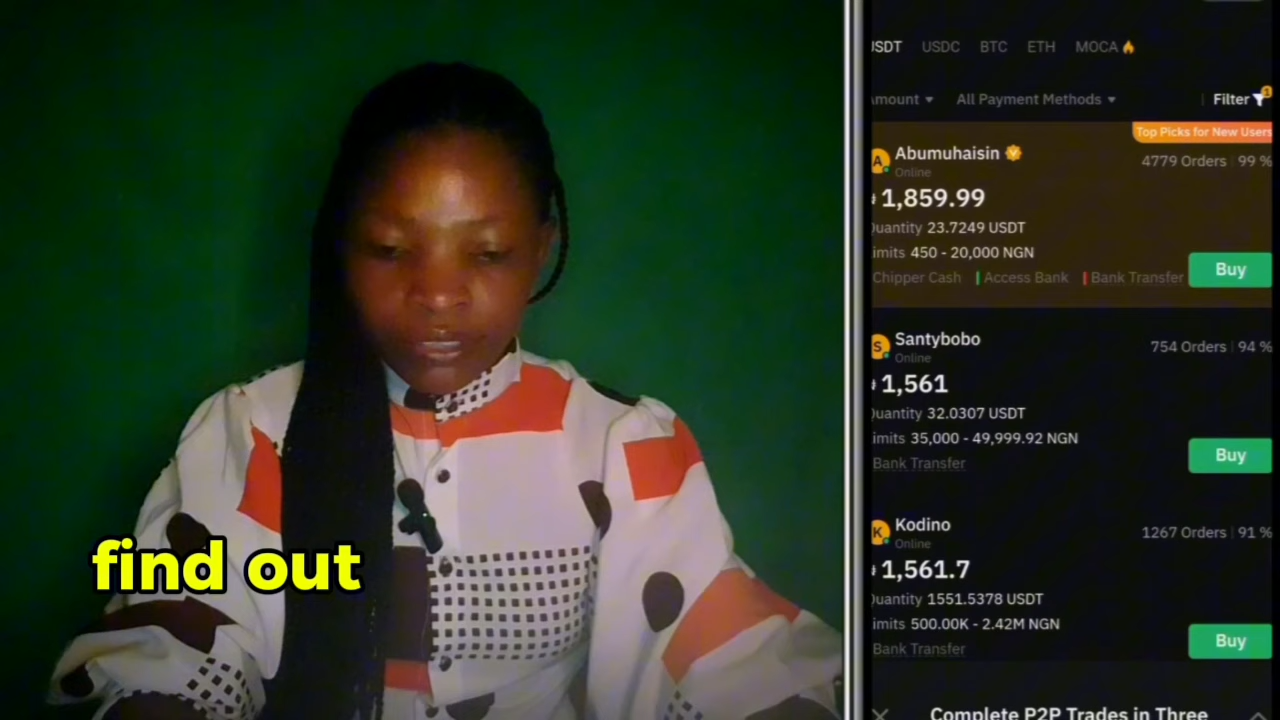 find out
USDT USDC BTC ETH MOCA
Amount All Payment Methods Filter 1
Top Picks for New Users
A Abumuhaisin 4779 Orders 99 %
Online
1,859.99
Quantity 23.7249 USDT
Limits 450 - 20,000 NGN
Chipper Cash Access Bank Bank Transfer Buy
S Santybobo 754 Orders 94 %
Online
1,561
Quantity 32.0307 USDT
Limits 35,000 - 49,999.92 NGN
Bank Transfer Buy
K Kodino 1267 Orders 91 %
Online
1,561.7
Quantity 1551.5378 USDT
Limits 500.00K - 2.42M NGN
Bank Transfer Buy
Complete P2P Trades in Three